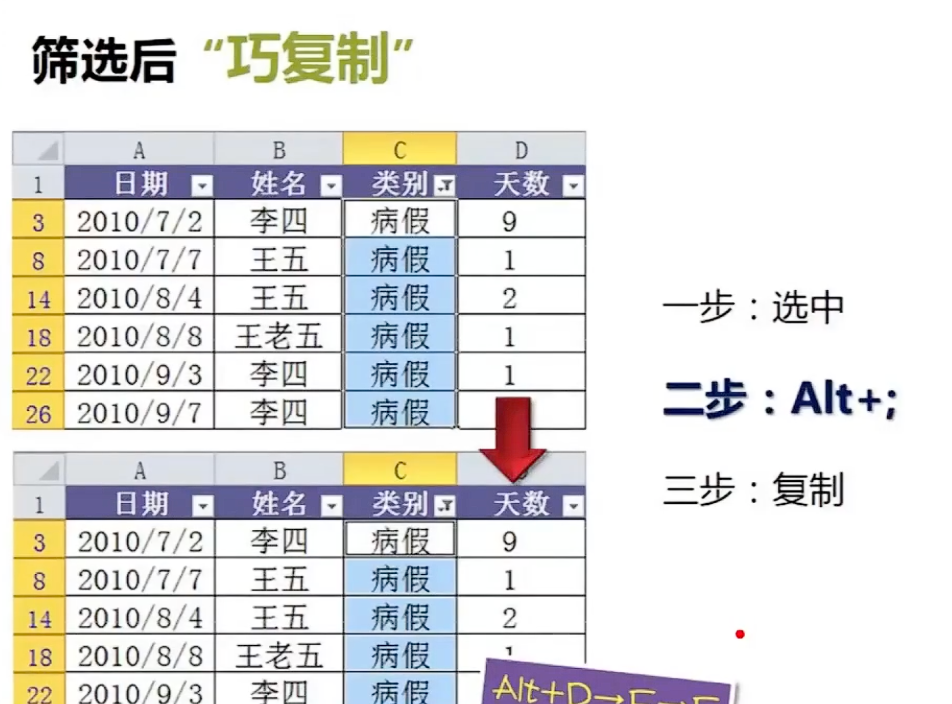 筛选后“巧复制”
A B C D
1 日期 姓名 类别 天数
3 2010/7/2 李四 病假 9
8 2010/7/7 王五 病假 1
14 2010/8/4 王五 病假 2
18 2010/8/8 王老五 病假 1
22 2010/9/3 李四 病假 1
26 2010/9/7 李四 病假
一步：选中
二步：Alt+;
三步：复制
A B C
1 日期 姓名 类别 天数
3 2010/7/2 李四 病假 9
8 2010/7/7 王五 病假 1
14 2010/8/4 王五 病假 2
18 2010/8/8 王老五 病假
22 2010/9/3 李四 病假